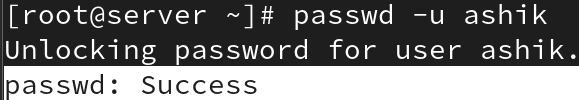 [root@server ~]# passwd -u ashik
Unlocking password for user ashik.
passwd: Success